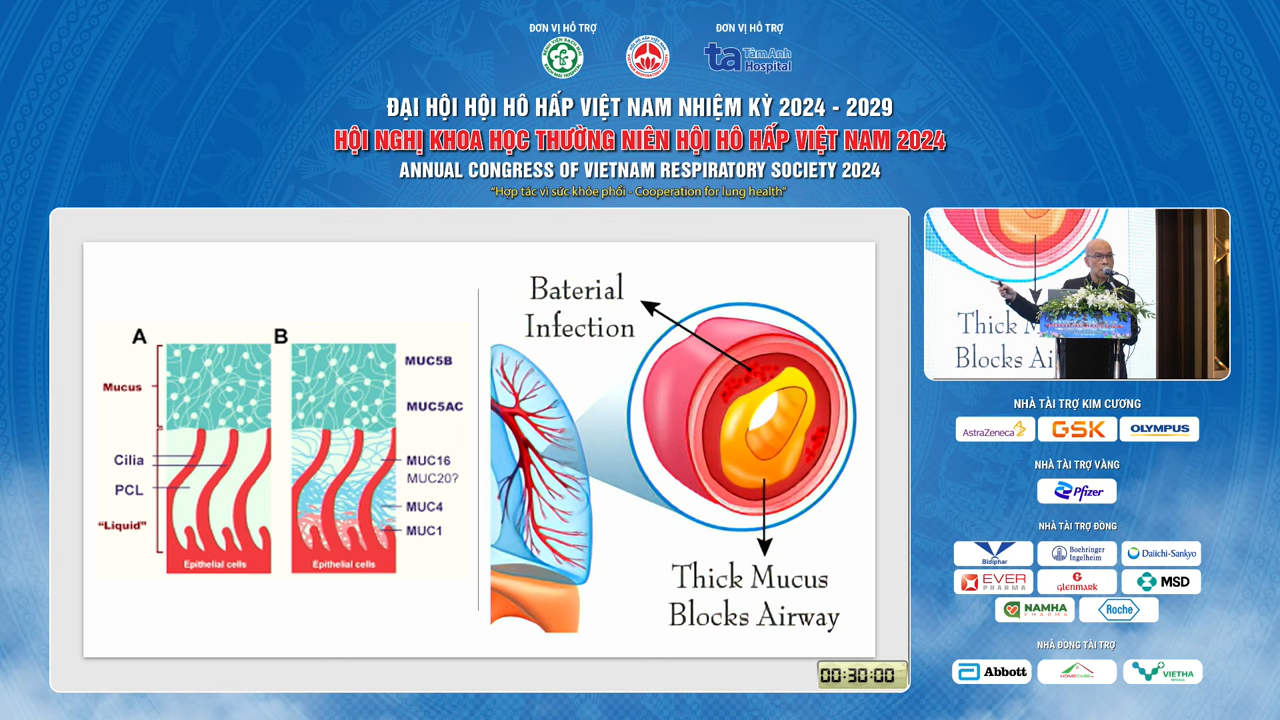 ĐƠN VỊ HỖ TRỢ
ĐƠN VỊ HỖ TRỢ
TâmAnh
Hospital
ĐẠI HỘI HỘI HÔ HẤP VIỆT NAM NHIỆM KỲ 2024 - 2029
HỘI NGHỊ KHOA HỌC THƯỜNG NIÊN HỘI HÔ HẤP VIỆT NAM 2024
ANNUAL CONGRESS OF VIETNAM RESPIRATORY SOCIETY 2024
"Hợp tác vì sức khỏe phổi - Cooperation for lung health"
A
B
Mucus
Cilia
PCL
"Liquid"
Epithelial cells
Epithelial cells
MUC5B
MUC5AC
MUC16
MUC20?
MUC4
MUC1
Baterial
Infection
Thick Mucus
Blocks Airway
00:30:00
Thick M
Blocks Ai
NHÀ TÀI TRỢ KIM CƯƠNG
AstraZeneca
GSK
OLYMPUS
NHÀ TÀI TRỢ VÀNG
Pfizer
NHÀ TÀI TRỢ ĐỒNG
Bidiphar
Boehringer
Ingelheim
Daiichi-Sankyo
EVER
PHARMA
GLENMARK
MSD
NAMHA
PHARMA
Roche
NHÀ ĐỒNG TÀI TRỢ
Abbott
HOMECARE
VIETHA
MEDICAL